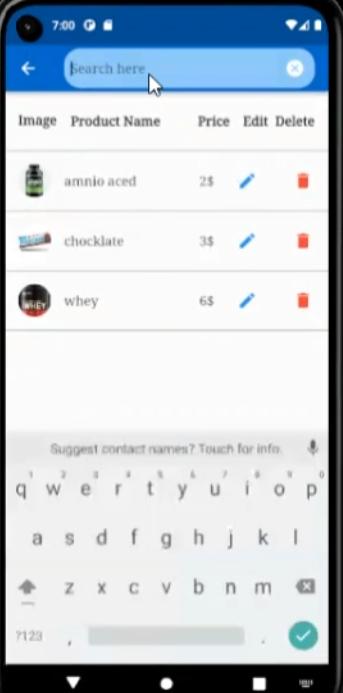 7:00
Search here
Image Product Name Price Edit Delete
amnio aced 2$
chocklate 3$
WHEY
whey 6$
Suggest contact names? Touch for info.
1 2 3 4 5 6 7 8 9 0
q w e r t y u i o p
a s d f g h j k l
z x c v b n m
?123 , .